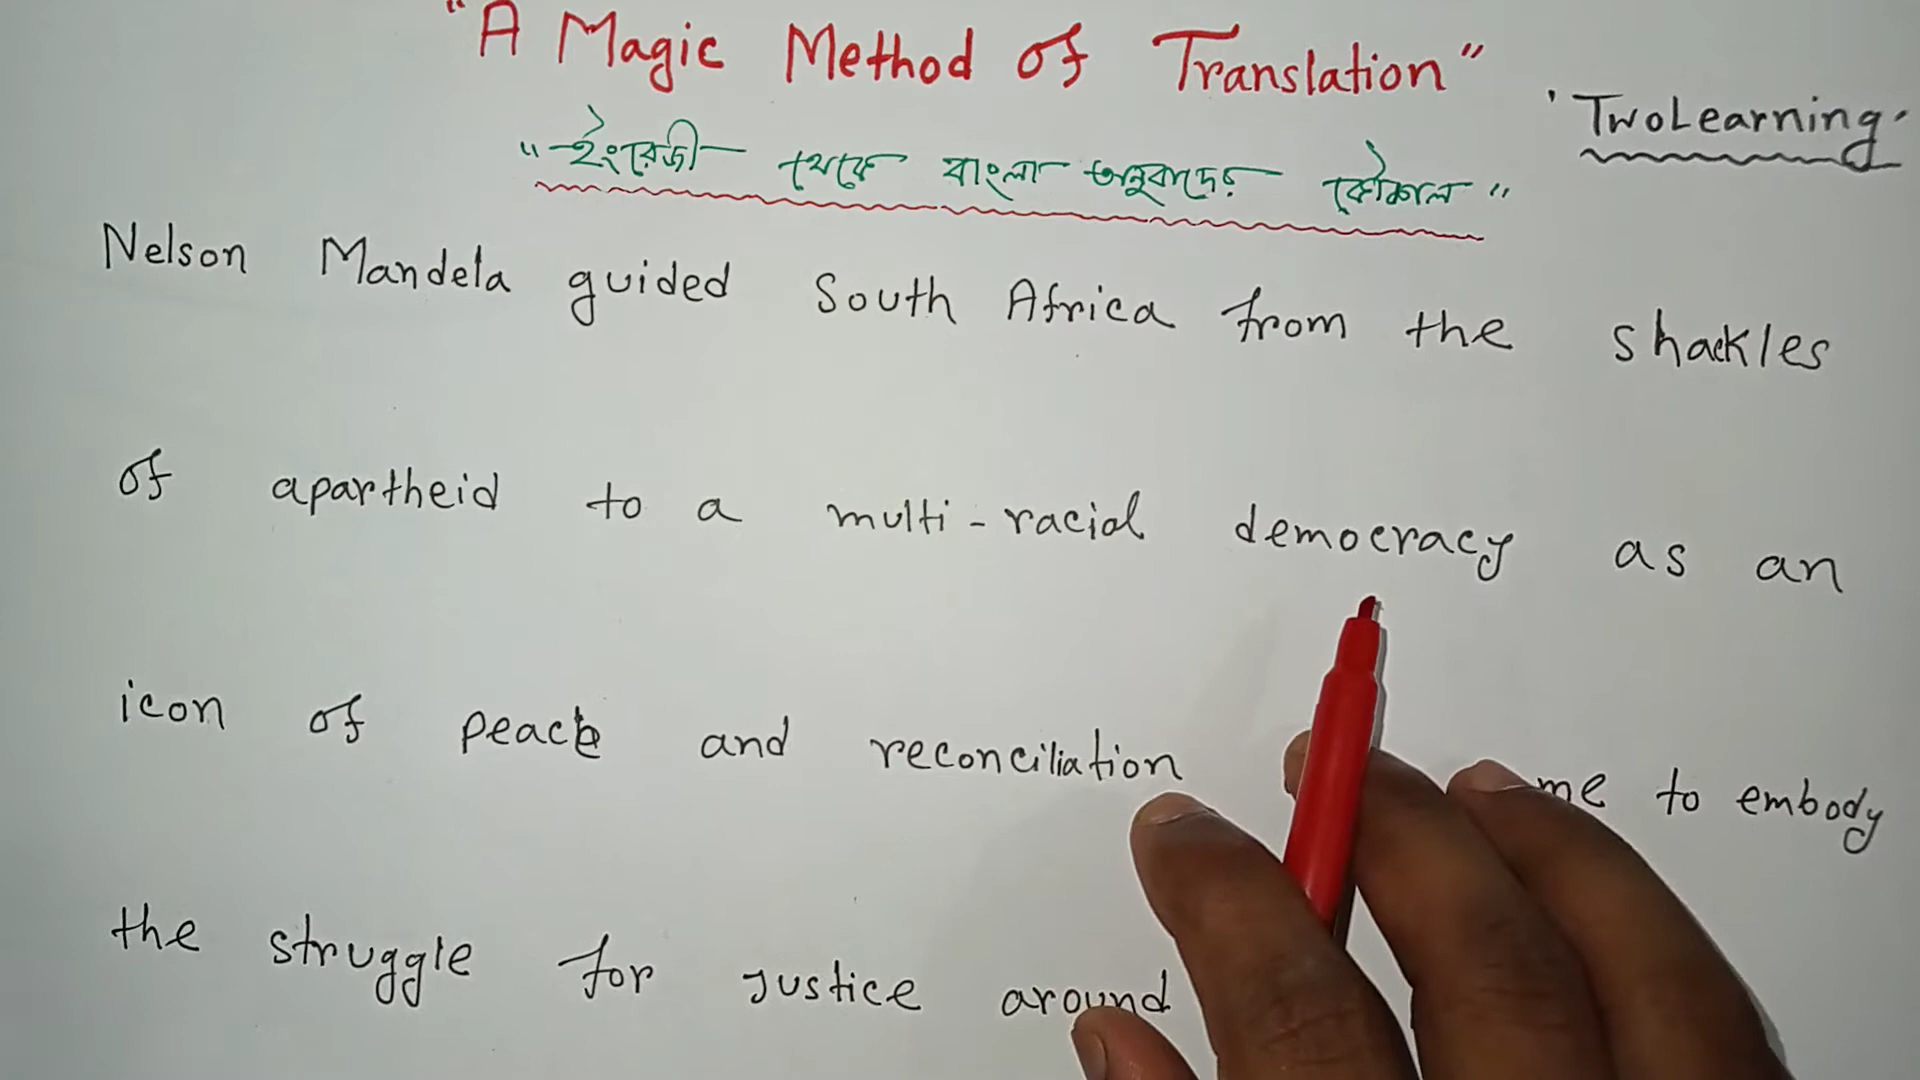 "A Magic Method of Translation"
'TwoLearning'
"ইংরেজী থেকে বাংলা অনুবাদের কৌশল"
Nelson Mandela guided South Africa from the shackles
of apartheid to a multi-racial democracy as an
icon of peace and reconciliation me to embody
the struggle for Justice around